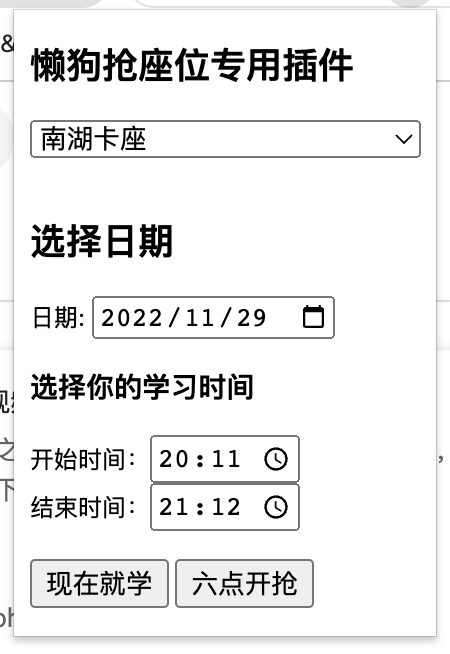 &
懒狗抢座位专用插件
南湖卡座
选择日期
日期: 2022/11/29
选择你的学习时间
开始时间： 20:11
结束时间： 21:12
现在就学 六点开抢